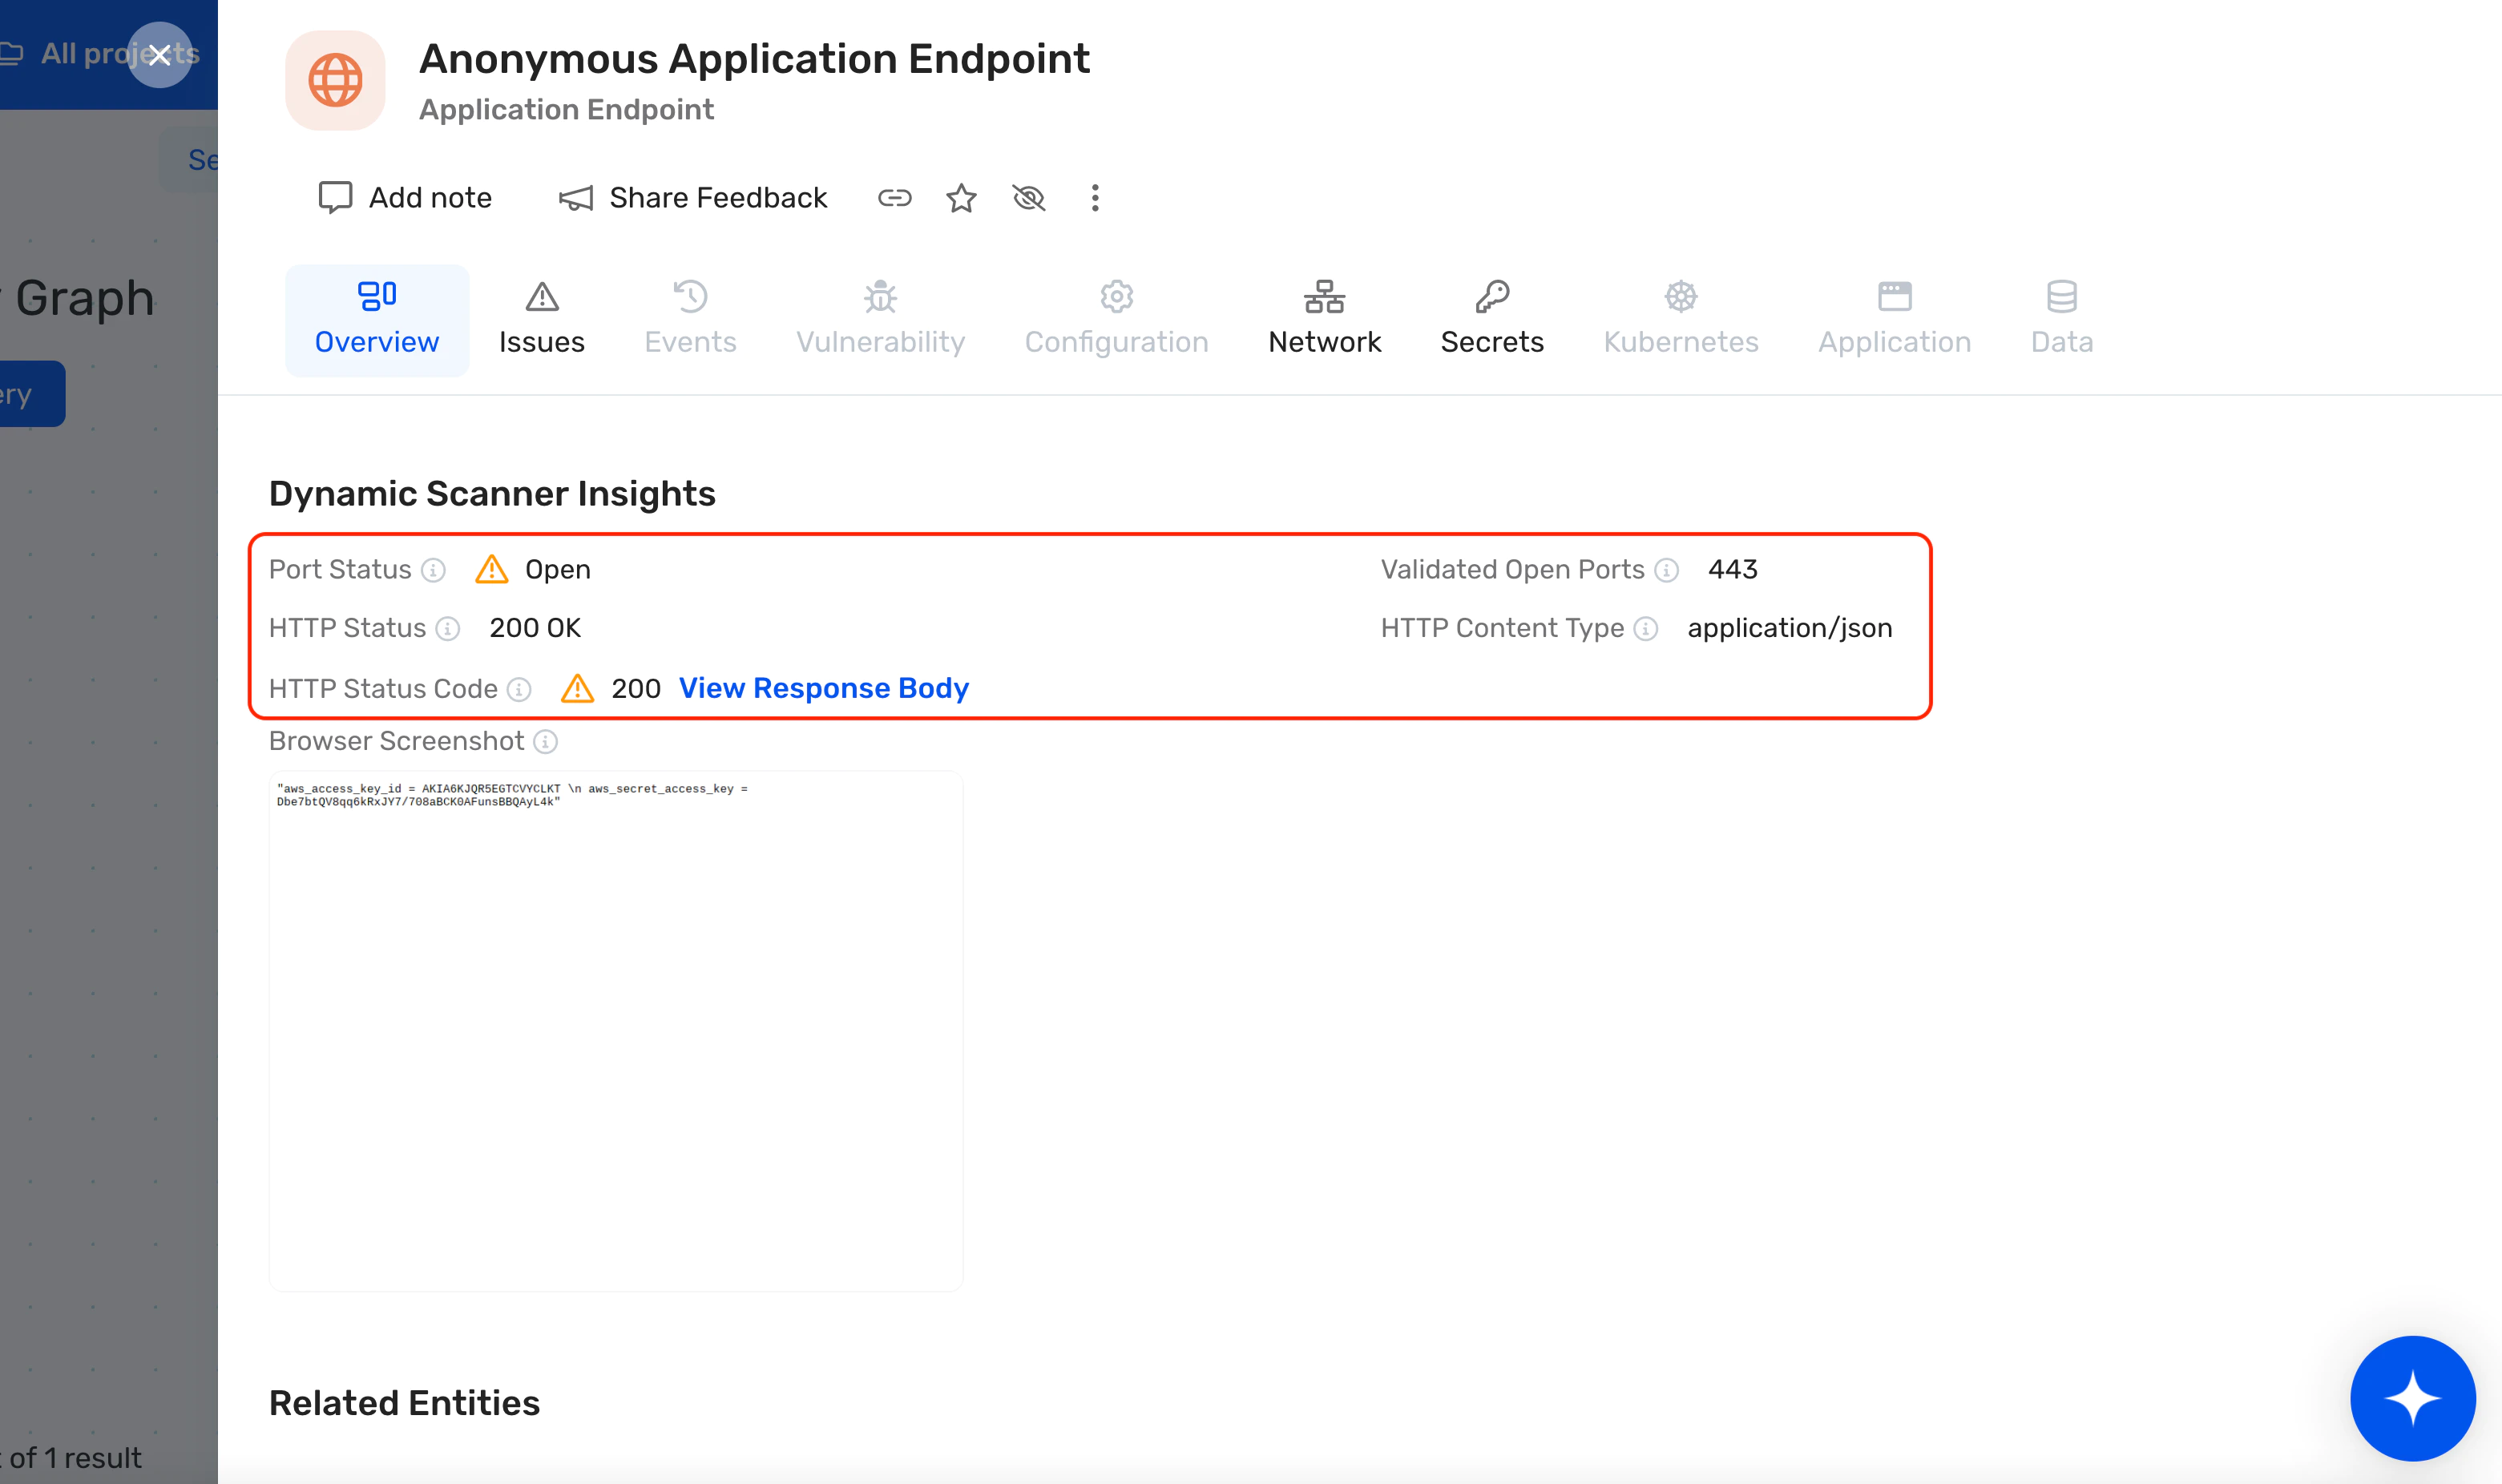 All projects
Anonymous Application Endpoint
Application Endpoint
Se
Add note
Share Feedback
Graph
ery
Overview
Issues
Events
Vulnerability
Configuration
Network
Secrets
Kubernetes
Application
Data
Dynamic Scanner Insights
Port Status Open
Validated Open Ports 443
HTTP Status 200 OK
HTTP Content Type application/json
HTTP Status Code 200 View Response Body
Browser Screenshot
"aws_access_key_id = AKIA6KJQR5EGTCVYCLKT \n aws_secret_access_key =
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"
Related Entities
of 1 result